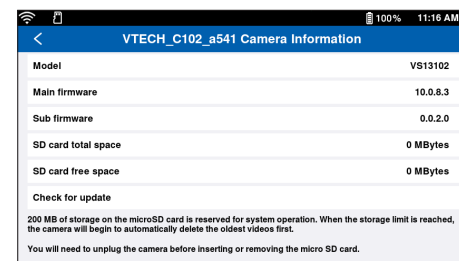 100% 11:16 AM
VTECH_C102_a541 Camera Information
Model VS13102
Main firmware 10.0.8.3
Sub firmware 0.0.2.0
SD card total space 0 MBytes
SD card free space 0 MBytes
Check for update
200 MB of storage on the microSD card is reserved for system operation. When the storage limit is reached,
the camera will begin to automatically delete the oldest videos first.
You will need to unplug the camera before inserting or removing the micro SD card.